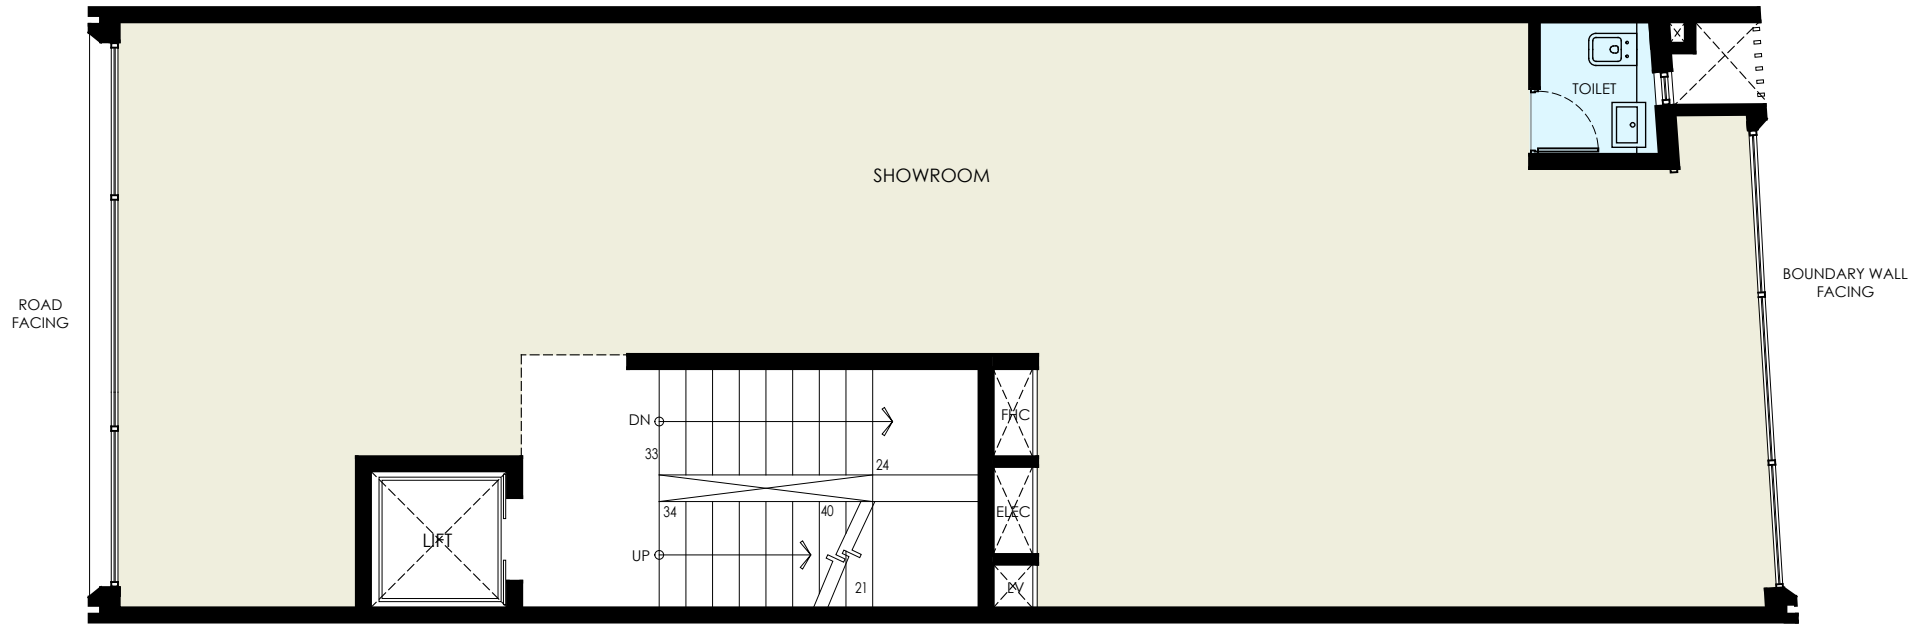 TOILET
SHOWROOM
BOUNDARY WALL
FACING
ROAD
FACING
DN
FHC
33
24
34
40
ELEC
LIFT
UP
21
LV